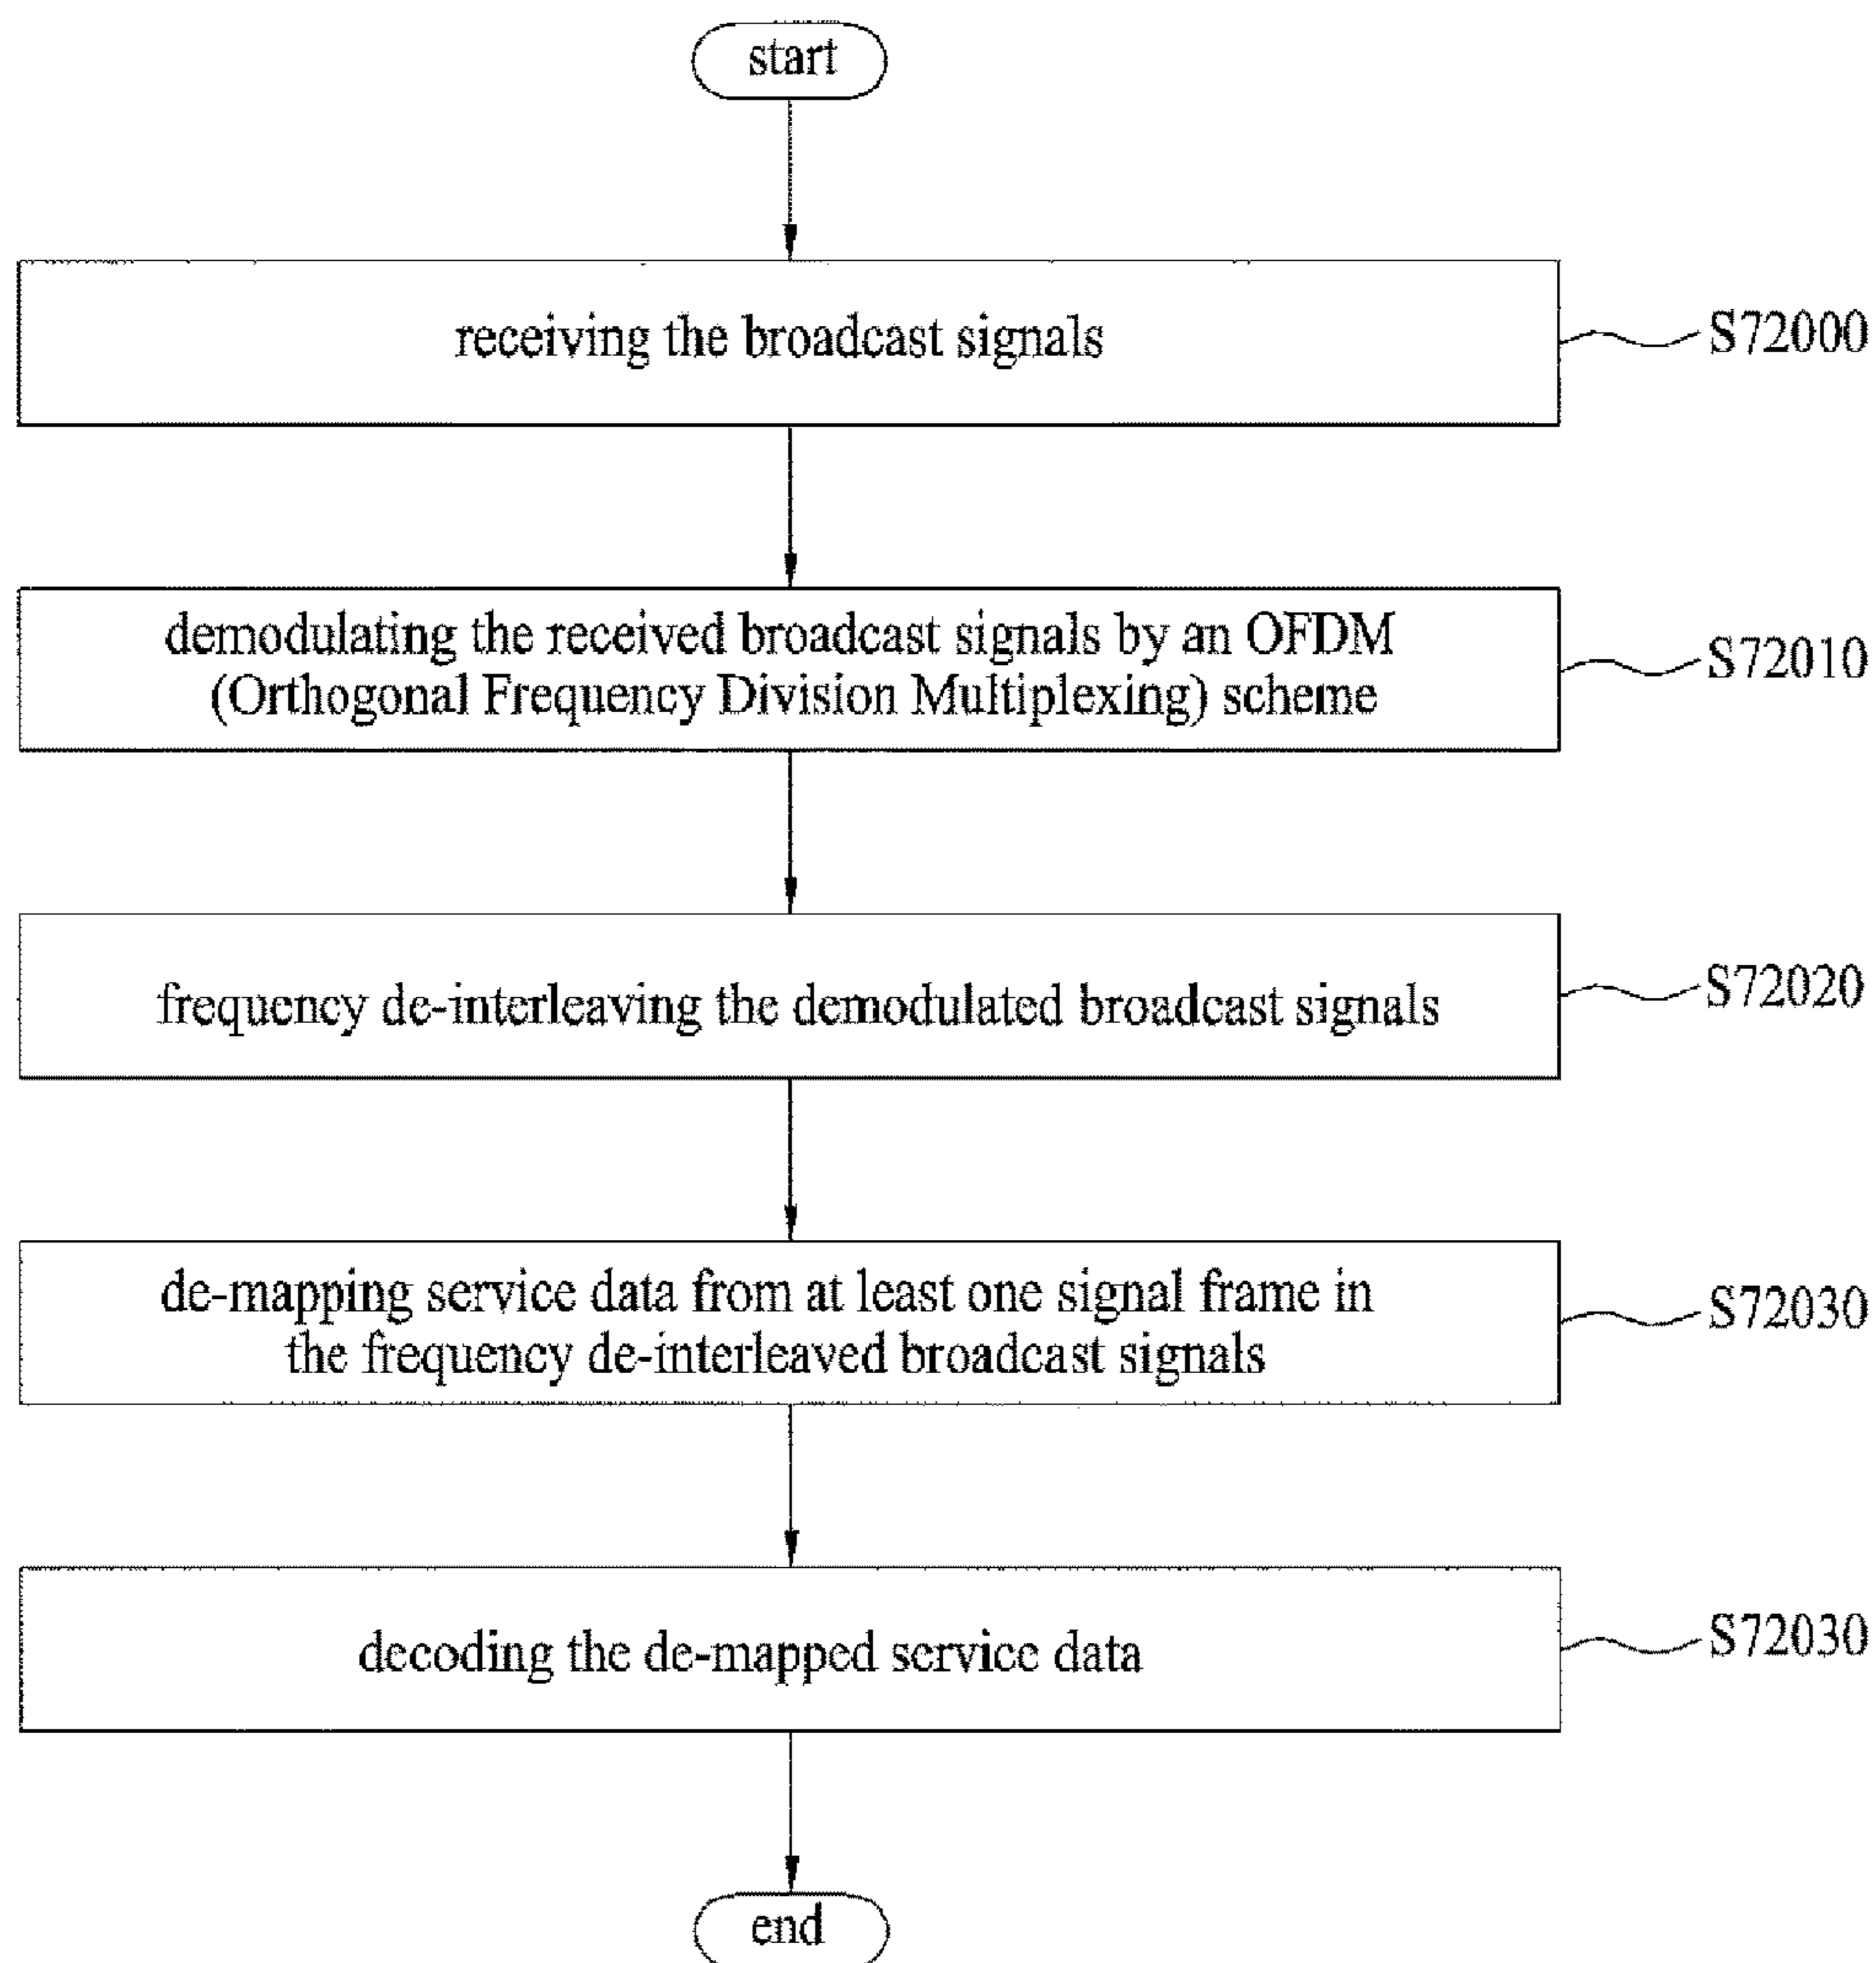 start
receiving the broadcast signals
S72000
demodulating the received broadcast signals by an OFDM
(Orthogonal Frequency Division Multiplexing) scheme
S72010
frequency de-interleaving the demodulated broadcast signals
S72020
de-mapping service data from at least one signal frame in
the frequency de-interleaved broadcast signals
S72030
decoding the de-mapped service data
S72030
end